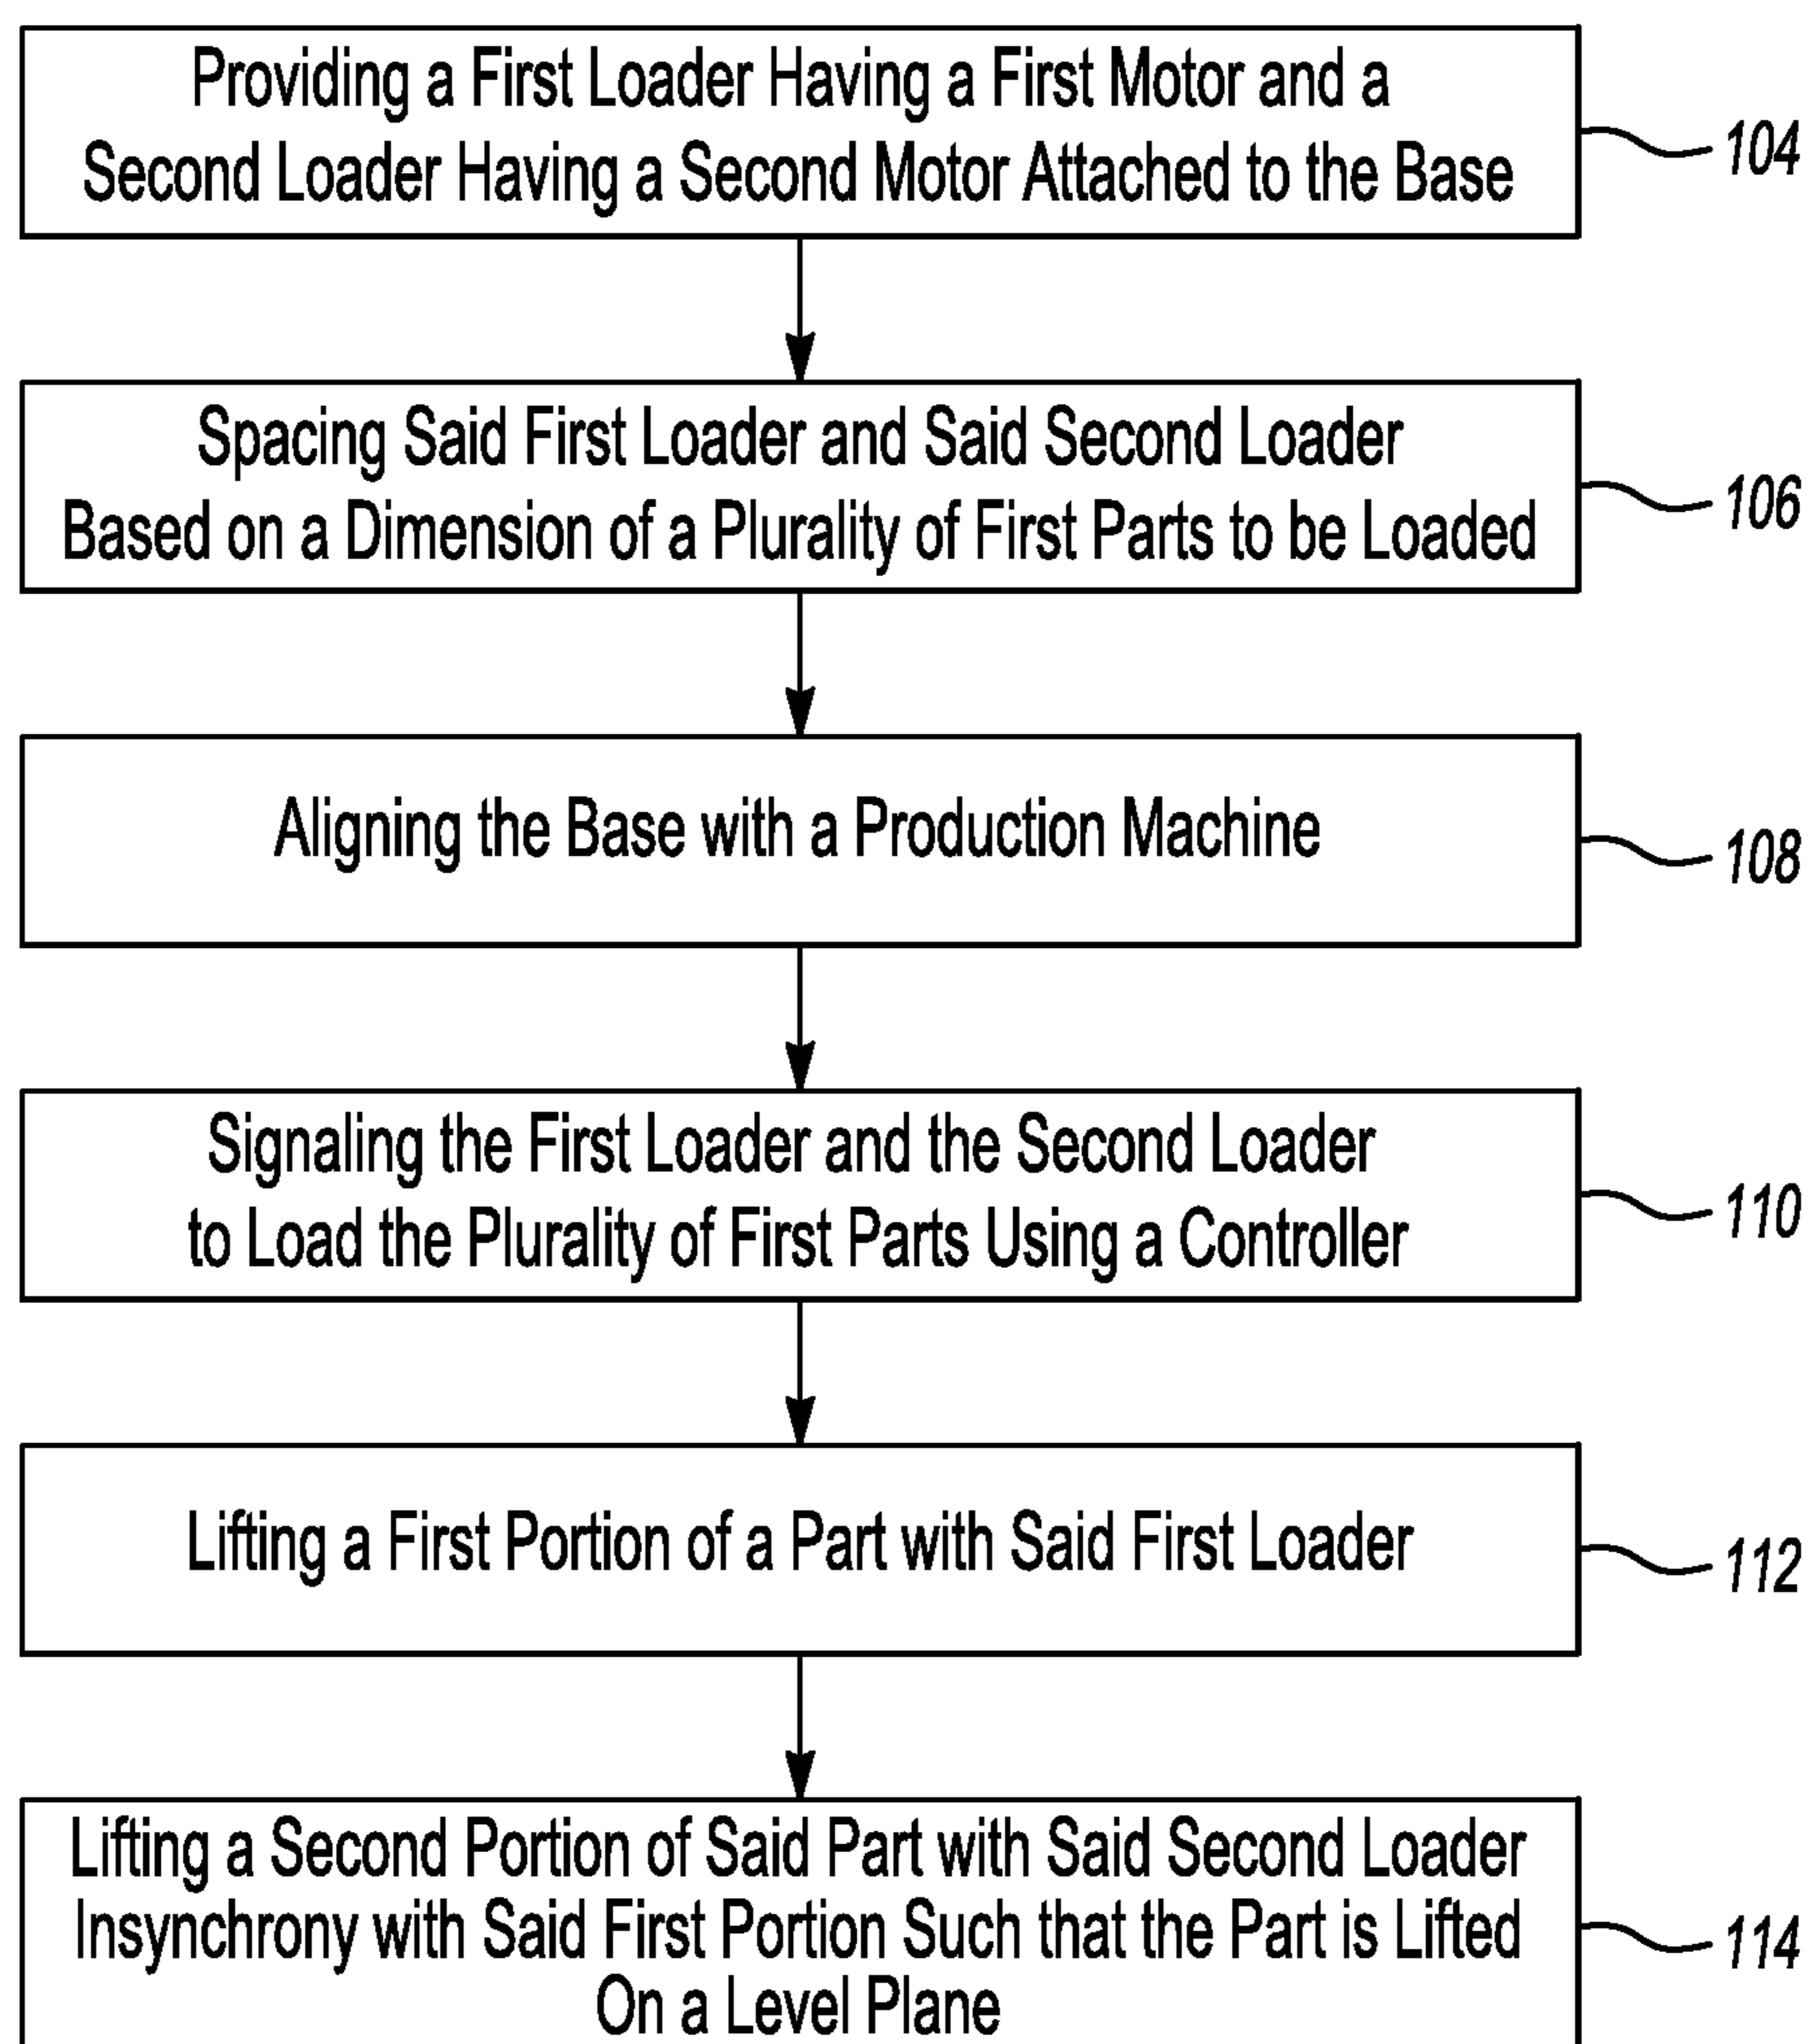 Providing a First Loader Having a First Motor and a
Second Loader Having a Second Motor Attached to the Base
104
Spacing Said First Loader and Said Second Loader
Based on a Dimension of a Plurality of First Parts to be Loaded
106
Aligning the Base with a Production Machine
108
Signaling the First Loader and the Second Loader
to Load the Plurality of First Parts Using a Controller
110
Lifting a First Portion of a Part with Said First Loader
112
Lifting a Second Portion of Said Part with Said Second Loader
Insynchrony with Said First Portion Such that the Part is Lifted
On a Level Plane
114